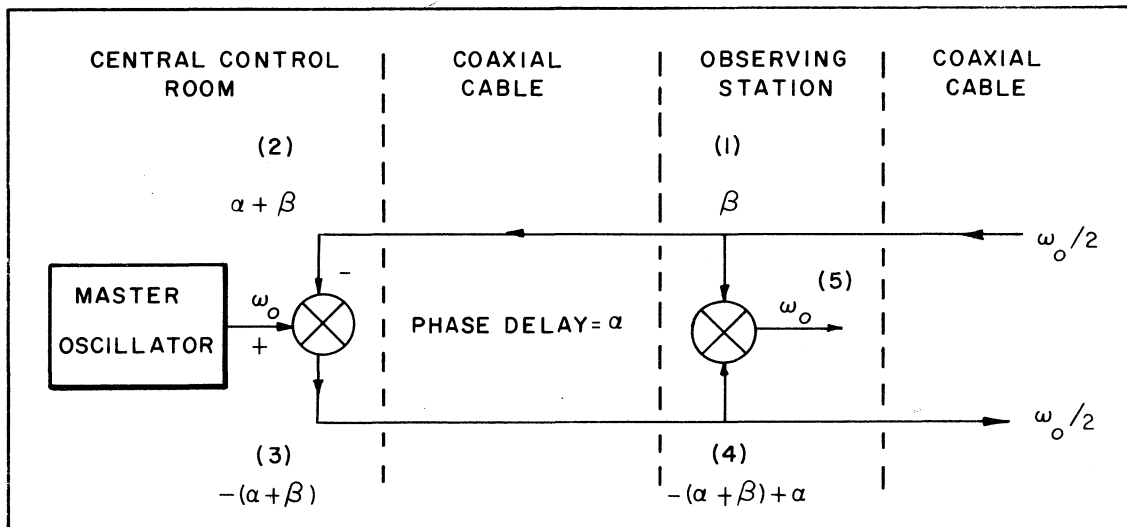 CENTRAL CONTROL
ROOM
COAXIAL
CABLE
OBSERVING
STATION
COAXIAL
CABLE
(2)
(1)
α + β
β
ω₀/2
−
(5)
MASTER
OSCILLATOR
ω₀
+
PHASE DELAY = α
ω₀
ω₀/2
(3)
(4)
-(α+β)
-(α+β)+α